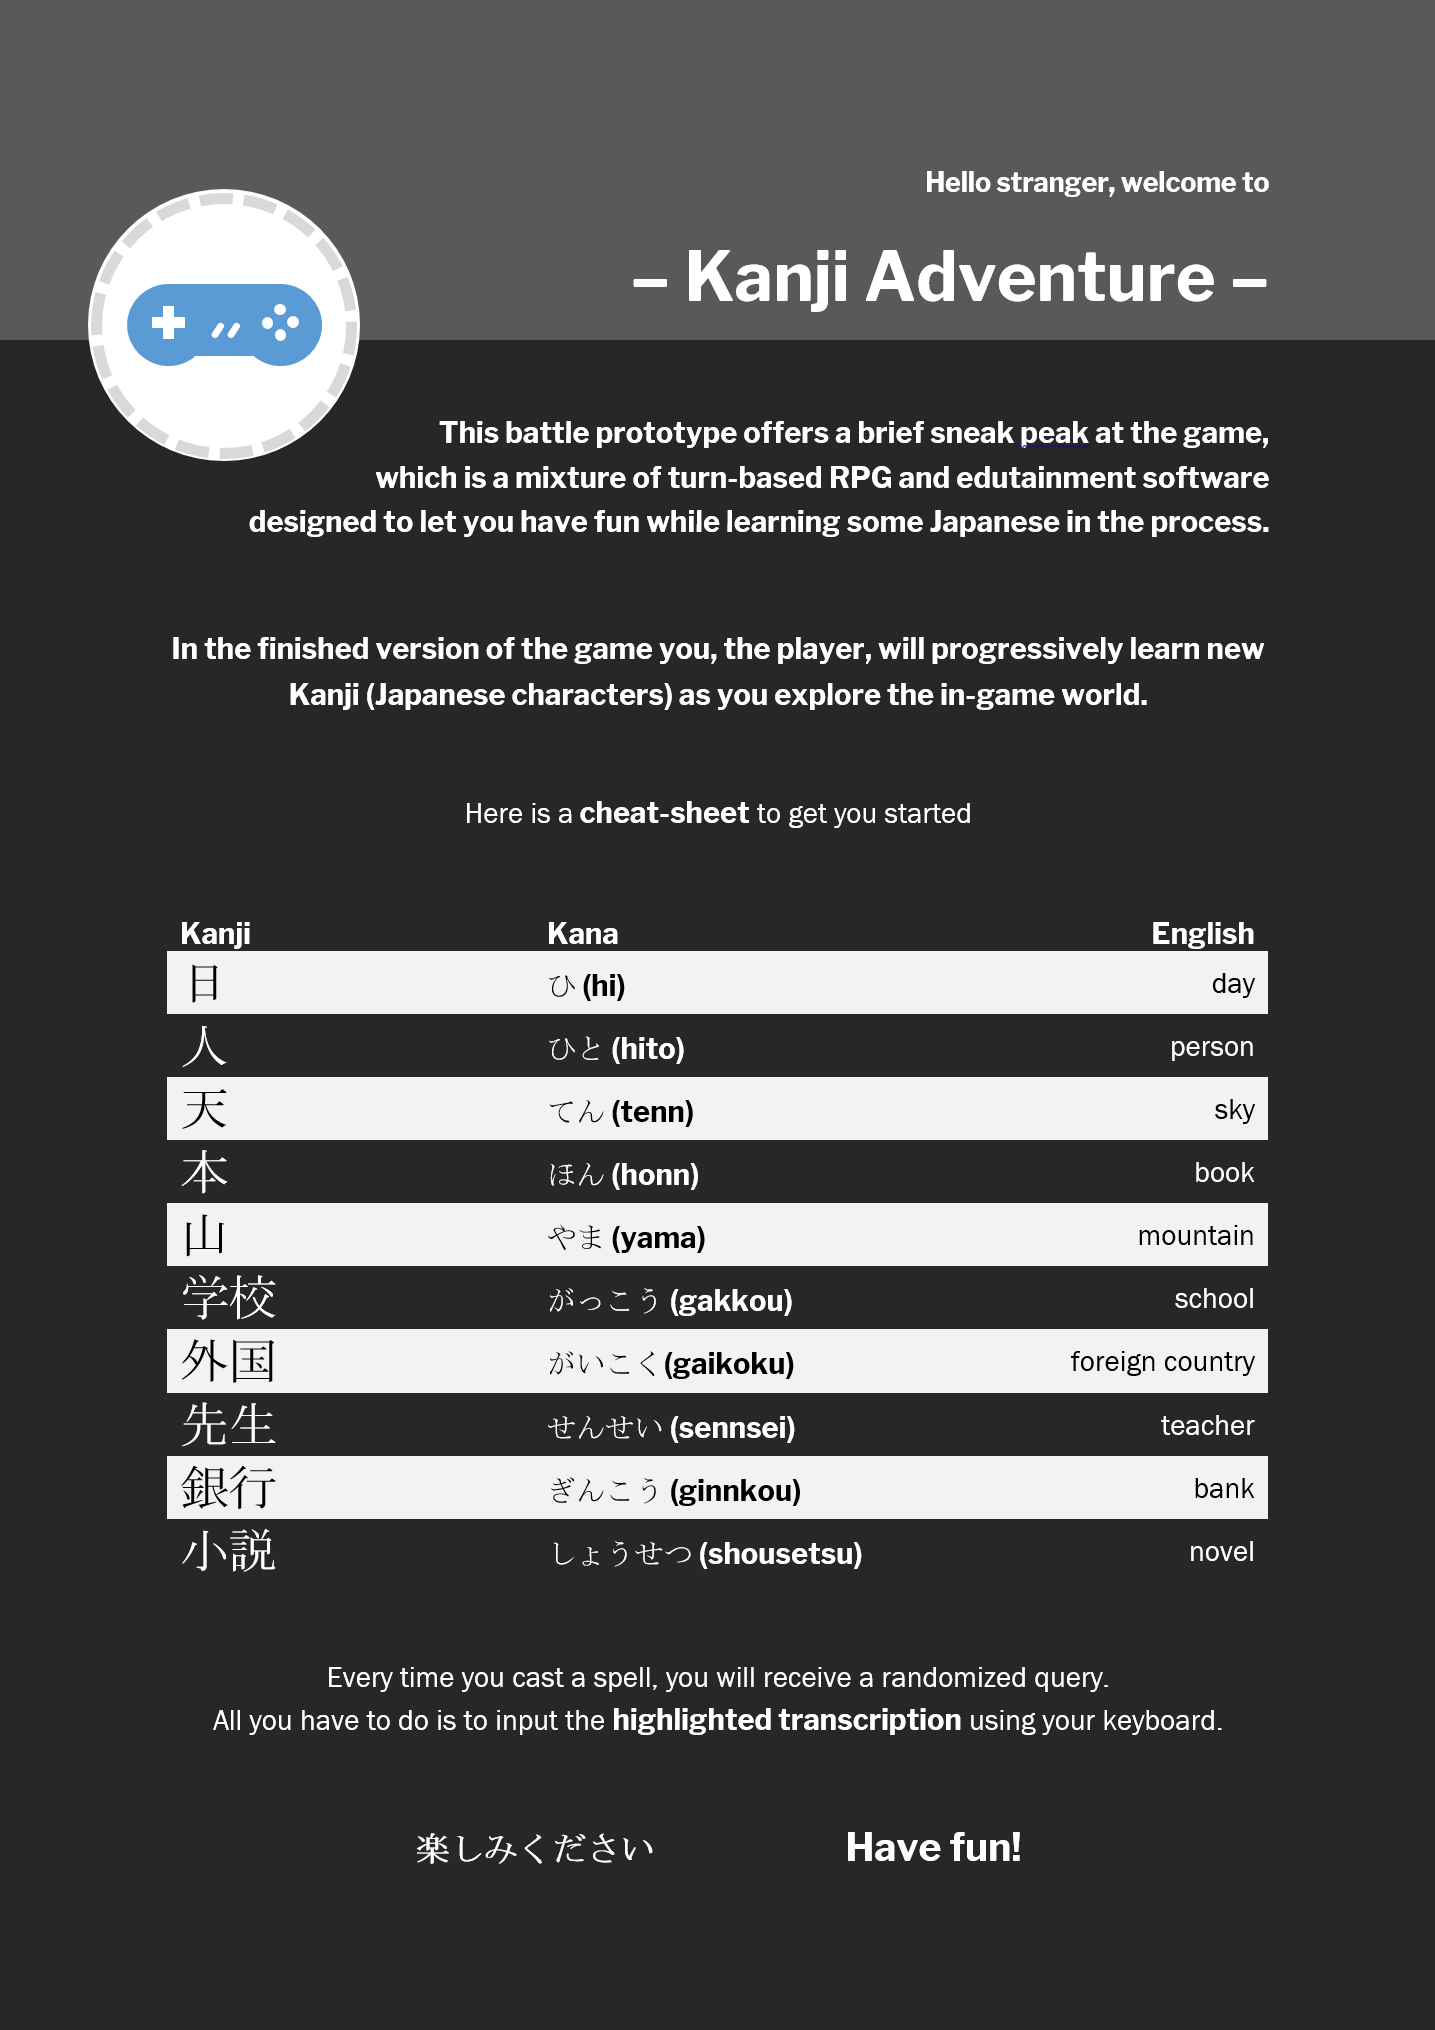 Hello stranger, welcome to
– Kanji Adventure –
This battle prototype offers a brief sneak peak at the game,
which is a mixture of turn-based RPG and edutainment software
designed to let you have fun while learning some Japanese in the process.
In the finished version of the game you, the player, will progressively learn new
Kanji (Japanese characters) as you explore the in-game world.
Here is a cheat-sheet to get you started
Kanji Kana English
日 ひ (hi) day
人 ひと (hito) person
天 てん (tenn) sky
本 ほん (honn) book
山 やま (yama) mountain
学校 がっこう (gakkou) school
外国 がいこく (gaikoku) foreign country
先生 せんせい (sennsei) teacher
銀行 ぎんこう (ginnkou) bank
小説 しょうせつ (shousetsu) novel
Every time you cast a spell, you will receive a randomized query.
All you have to do is to input the highlighted transcription using your keyboard.
楽しみください Have fun!